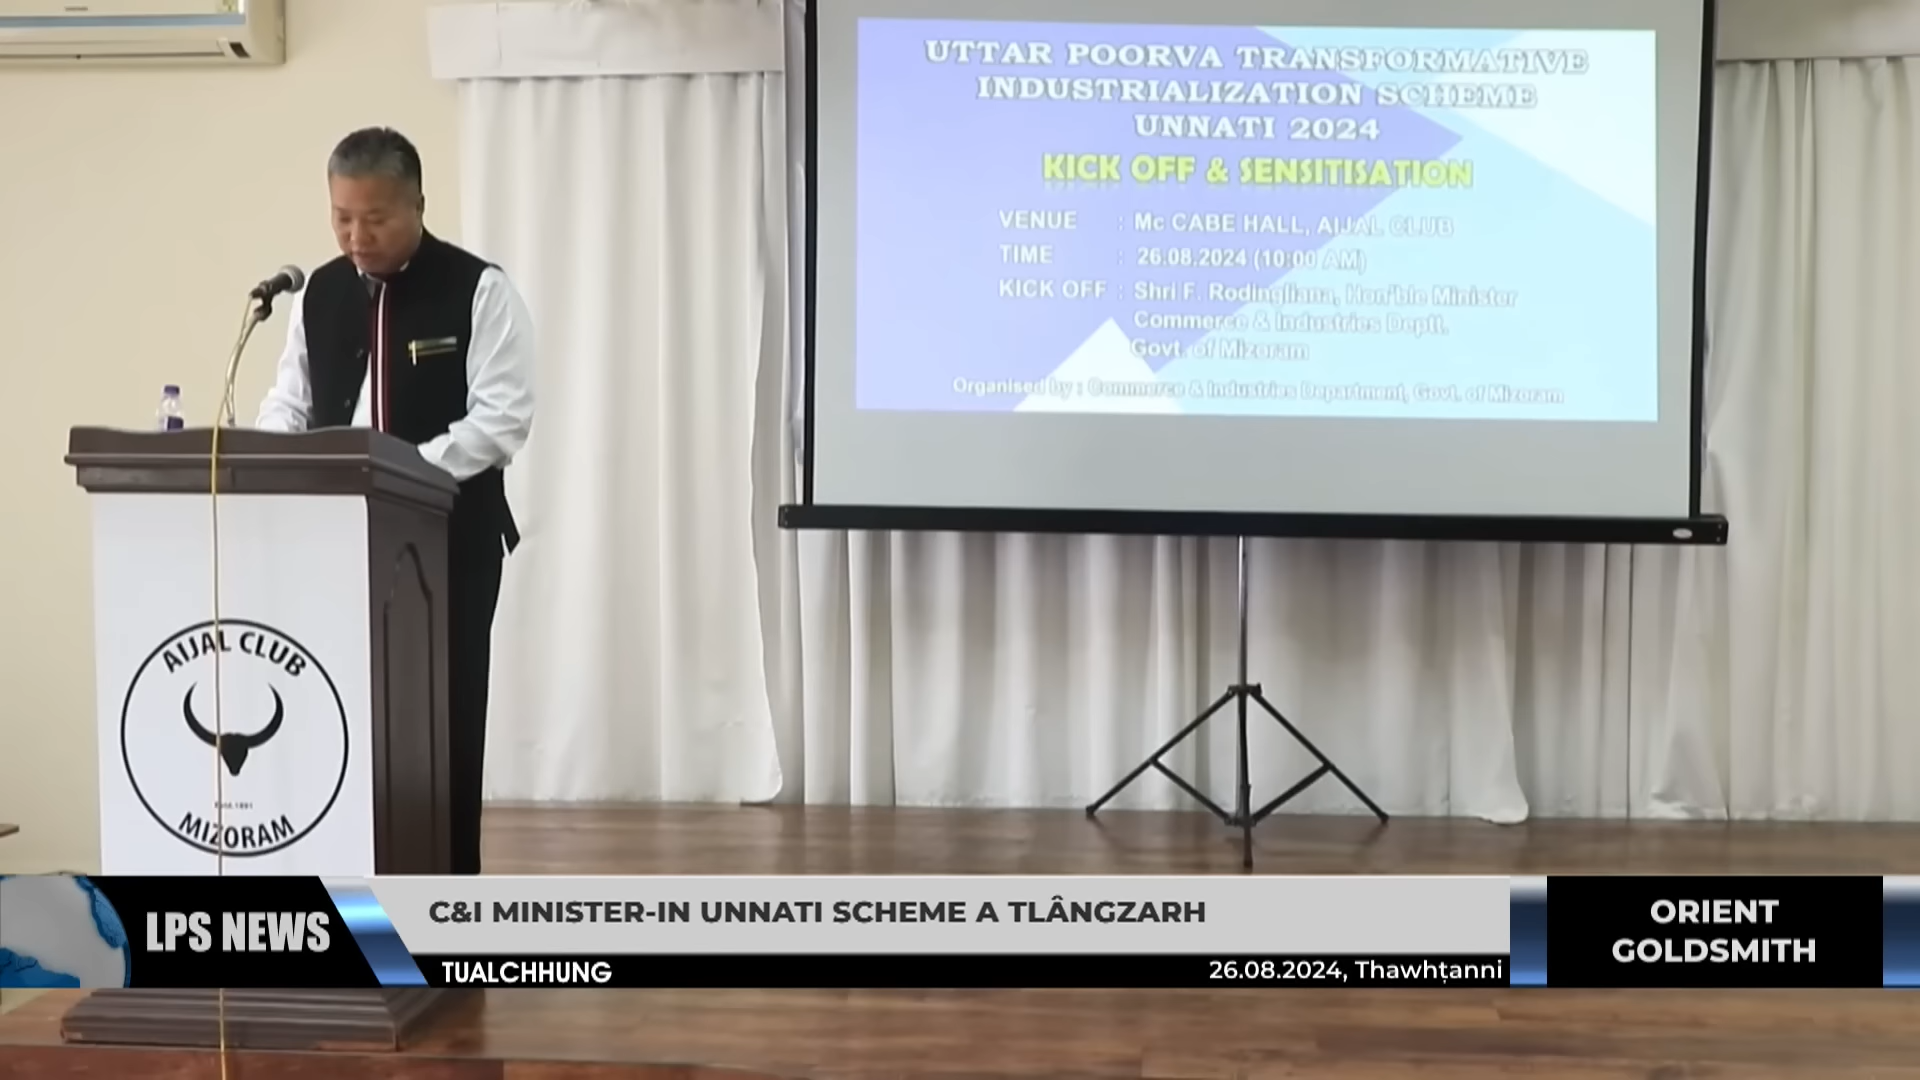 UTTAR POORVA TRANSFORMATIVE
INDUSTRIALIZATION SCHEME
UNNATI 2024
KICK OFF & SENSITISATION
VENUE : Mc CABE HALL, AIJAL CLUB
TIME : 26.08.2024 (10:00 AM)
KICK OFF : Shri F. Rodingliana, Hon'ble Minister
Commerce & Industries Deptt.
Govt. of Mizoram
Organised by : Commerce & Industries Department, Govt. of Mizoram
AIJAL CLUB
Estd. 1891
MIZORAM
LPS NEWS
C&I MINISTER-IN UNNATI SCHEME A TLÂNGZARH
TUALCHHUNG
26.08.2024, Thawhṭanni
ORIENT
GOLDSMITH